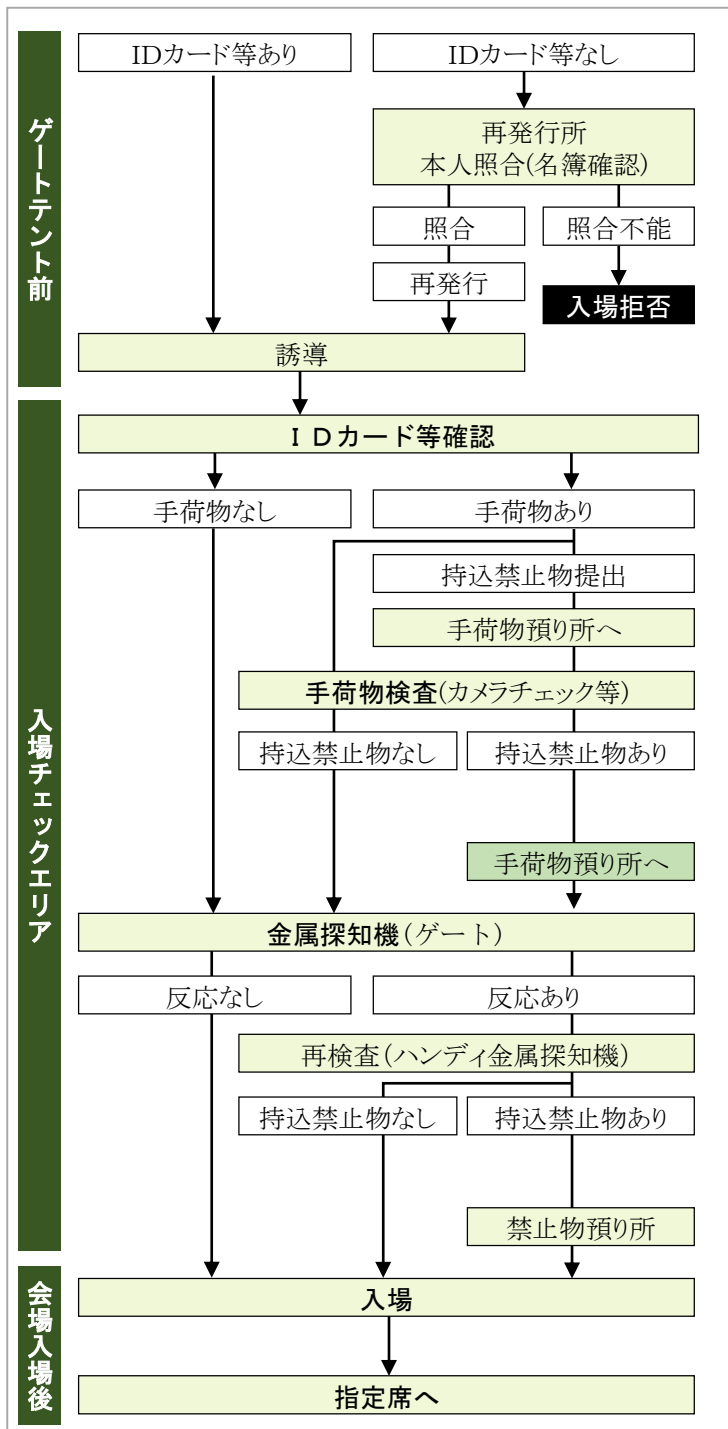 ゲートテント前
IDカード等あり
IDカード等なし
再発行所
本人照合(名簿確認)
照合
照合不能
再発行
入場拒否
誘導
入場チェックエリア
ＩＤカード等確認
手荷物なし
手荷物あり
持込禁止物提出
手荷物預り所へ
手荷物検査(カメラチェック等)
持込禁止物なし
持込禁止物あり
手荷物預り所へ
金属探知機(ゲート)
反応なし
反応あり
再検査(ハンディ金属探知機)
持込禁止物なし
持込禁止物あり
禁止物預り所
会場入場後
入場
指定席へ